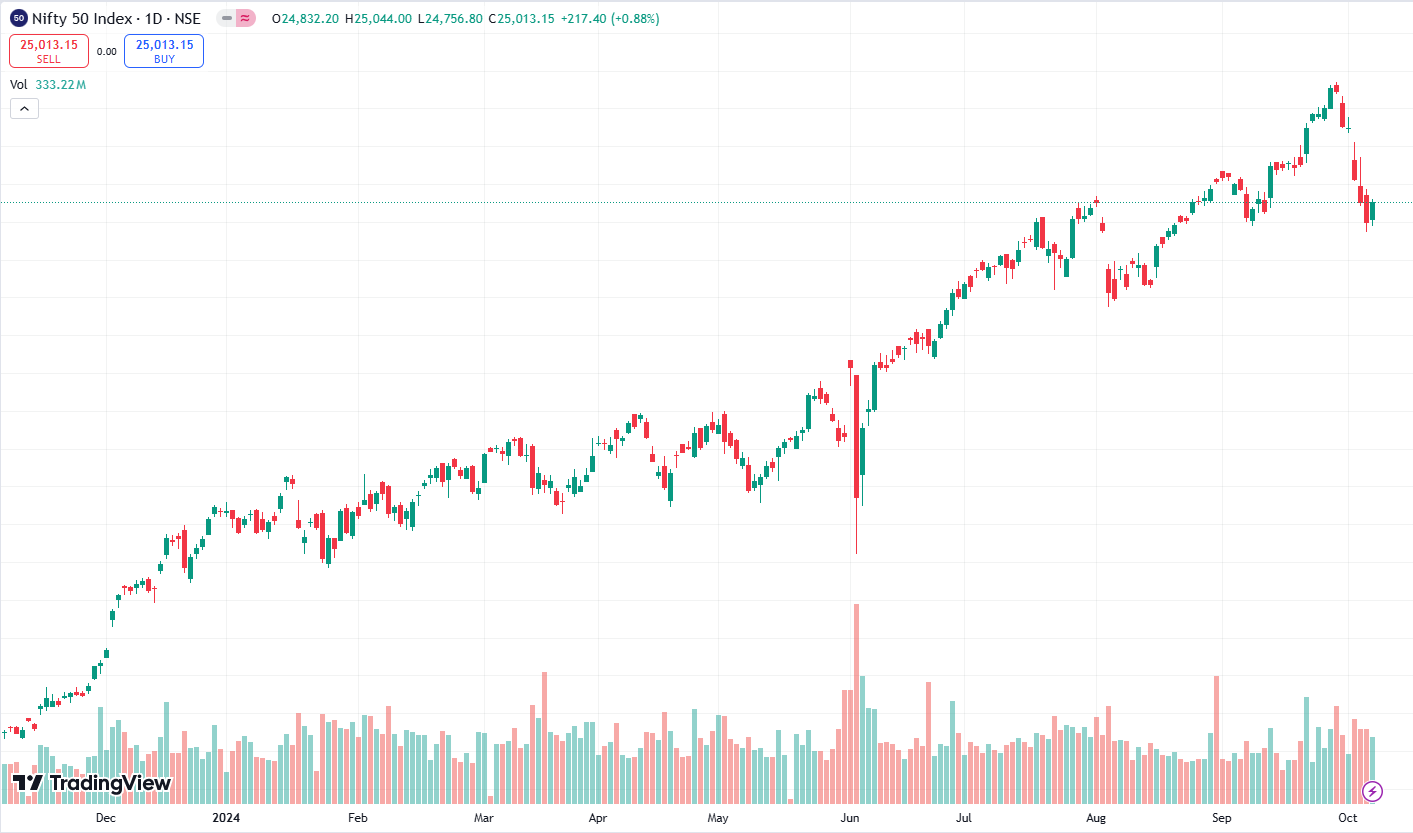 50 Nifty 50 Index · 1D · NSE O24,832.20 H25,044.00 L24,756.80 C25,013.15 +217.40 (+0.88%)
25,013.15 SELL 0.00 25,013.15 BUY
Vol 333.22M
TradingView
Dec 2024 Feb Mar Apr May Jun Jul Aug Sep Oct